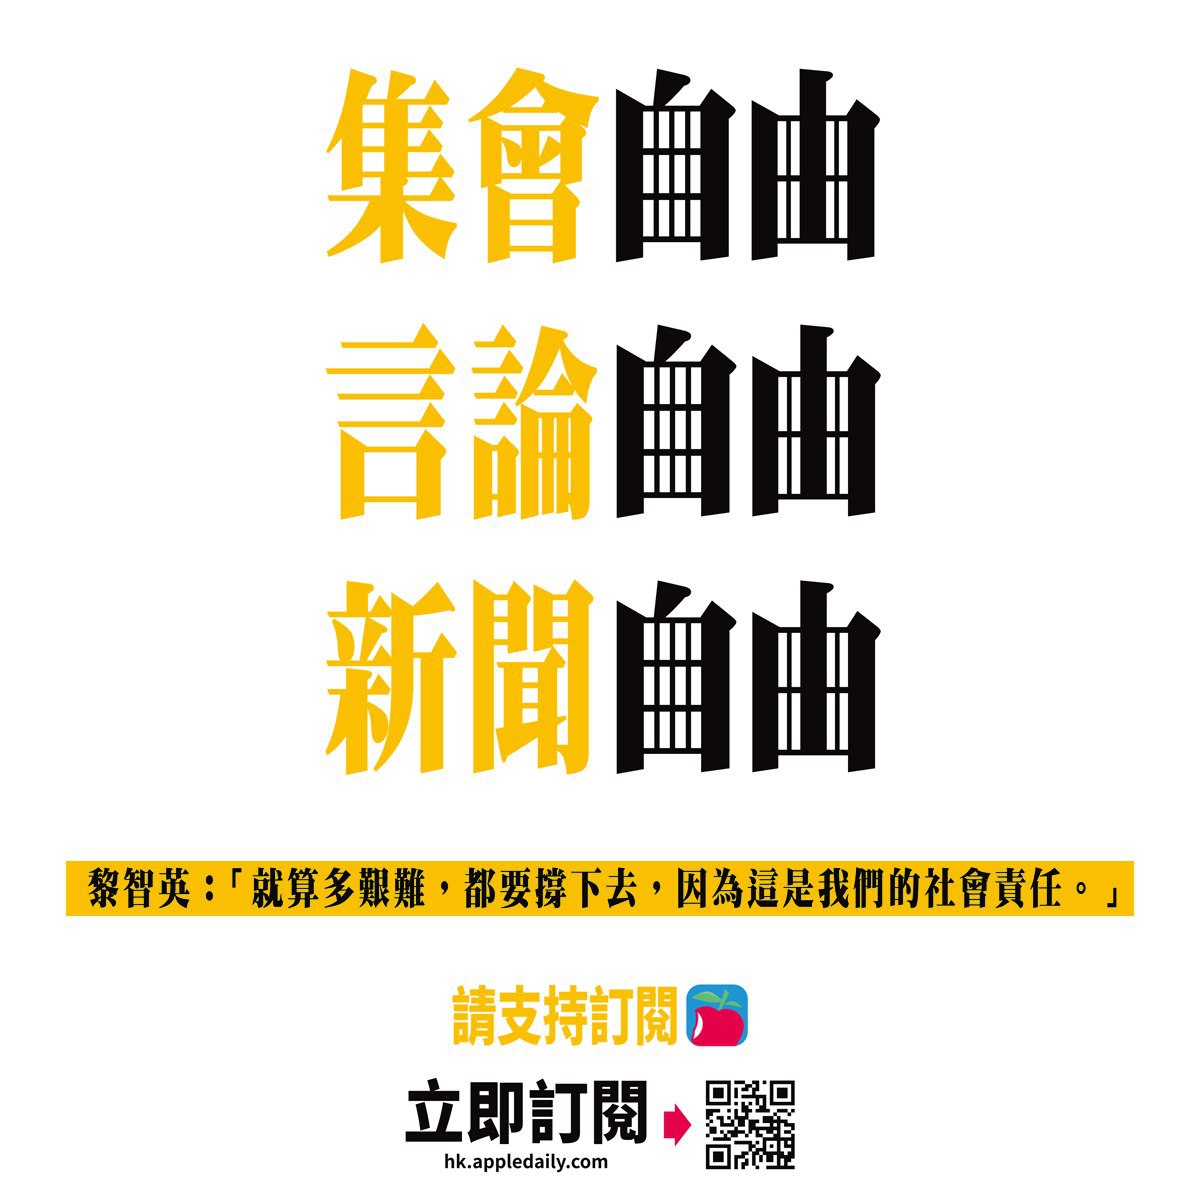 集會自由
言論自由
新聞自由
黎智英：「就算多艱難，都要撐下去，因為這是我們的社會責任。」
請支持訂閱
立即訂閱
hk.appledaily.com